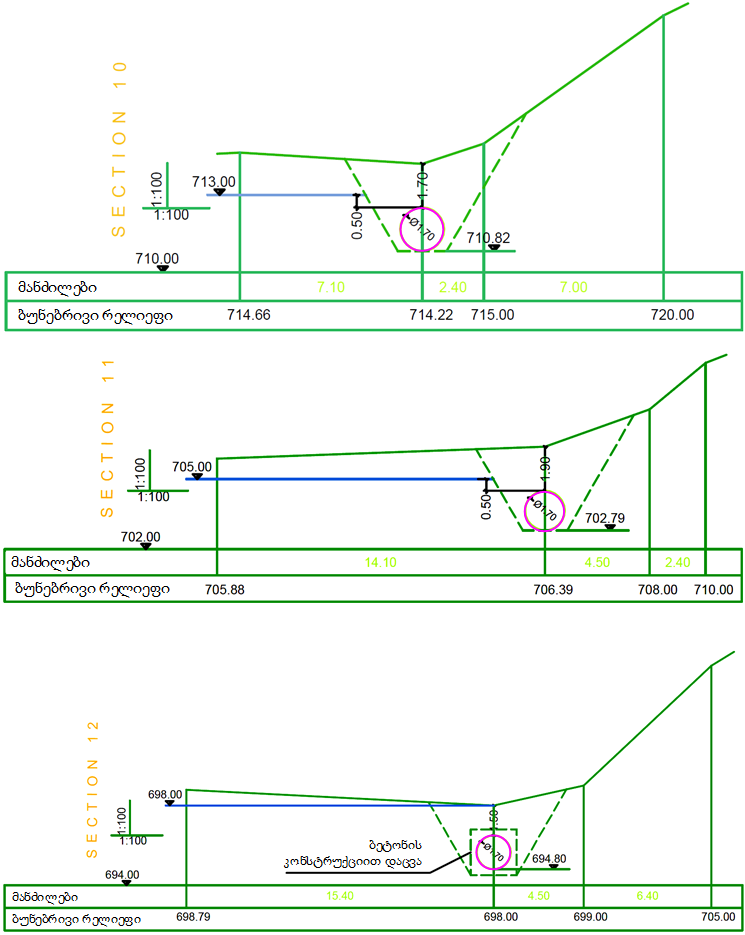 SECTION 10
1:100
1:100
713.00
0.50
1.70
Ø1.70
710.82
710.00
მანძილები 7.10 2.40 7.00
ბუნებრივი რელიეფი 714.66 714.22 715.00 720.00
SECTION 11
1:100
1:100
705.00
0.50
1.90
Ø1.70
702.79
702.00
მანძილები 14.10 4.50 2.40
ბუნებრივი რელიეფი 705.88 706.39 708.00 710.00
SECTION 12
1:100
1:100
698.00
1.50
Ø1.70
694.80
ბეტონის
კონსტრუქციით დაცვა
694.00
მანძილები 15.40 4.50 6.40
ბუნებრივი რელიეფი 698.79 698.00 699.00 705.00